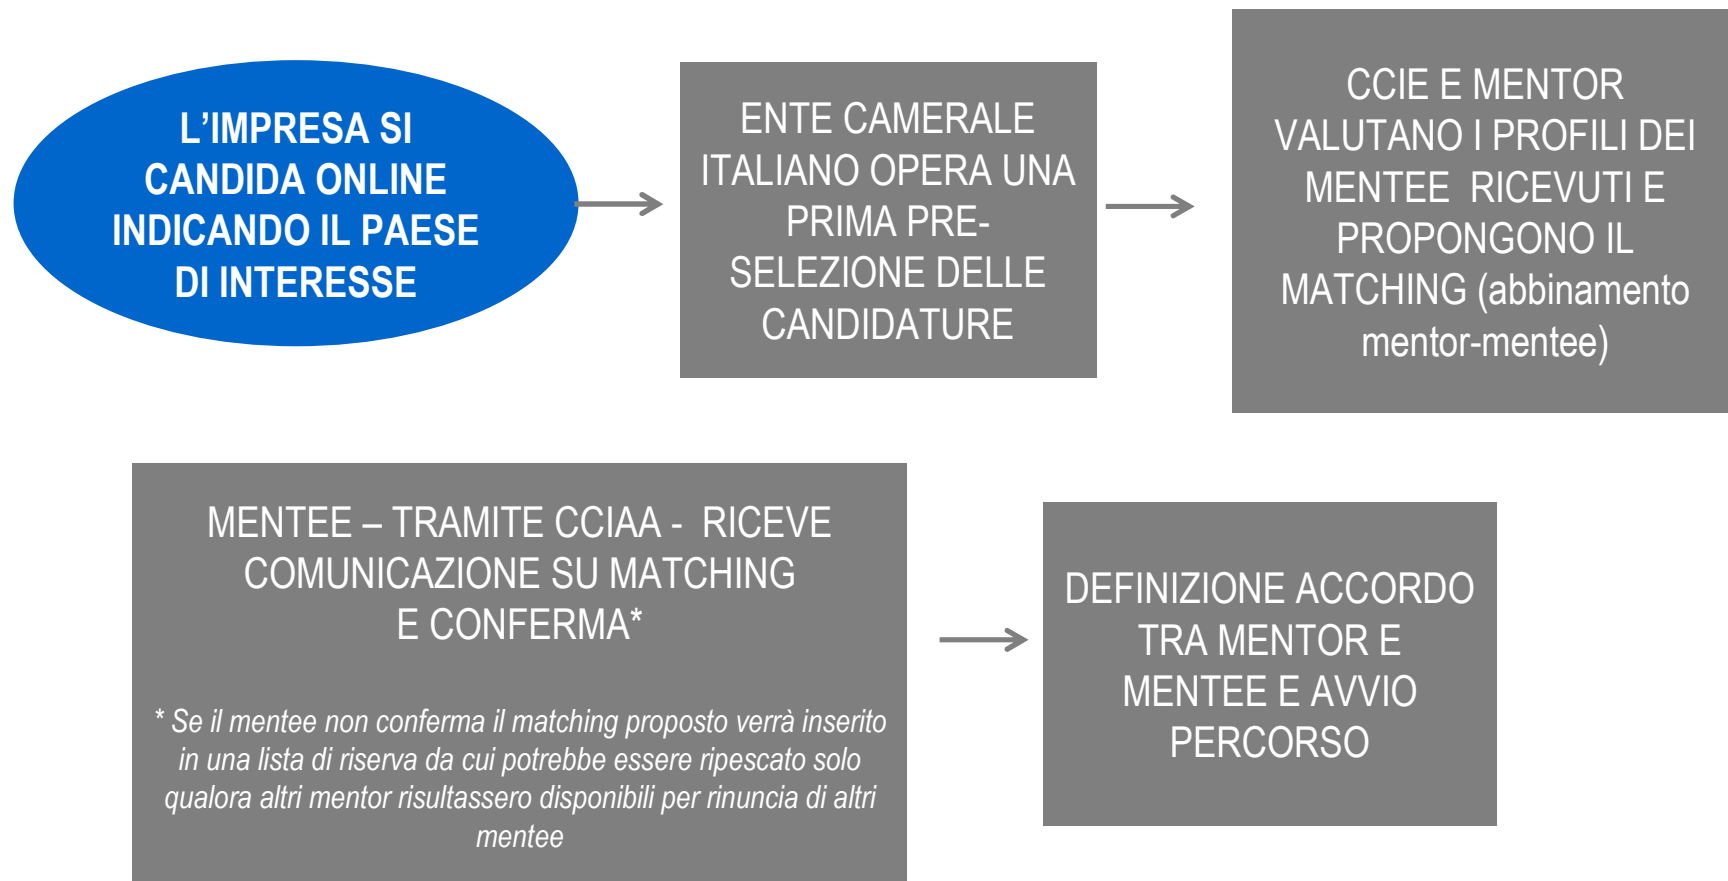 L’IMPRESA SI
CANDIDA ONLINE
INDICANDO IL PAESE
DI INTERESSE
ENTE CAMERALE
ITALIANO OPERA UNA
PRIMA PRE-
SELEZIONE DELLE
CANDIDATURE
CCIE E MENTOR
VALUTANO I PROFILI DEI
MENTEE  RICEVUTI E
PROPONGONO IL
MATCHING (abbinamento
mentor-mentee)
MENTEE – TRAMITE CCIAA -  RICEVE
COMUNICAZIONE SU MATCHING
E CONFERMA*
* Se il mentee non conferma il matching proposto verrà inserito
in una lista di riserva da cui potrebbe essere ripescato solo
qualora altri mentor risultassero disponibili per rinuncia di altri
mentee
DEFINIZIONE ACCORDO
TRA MENTOR E
MENTEE E AVVIO
PERCORSO